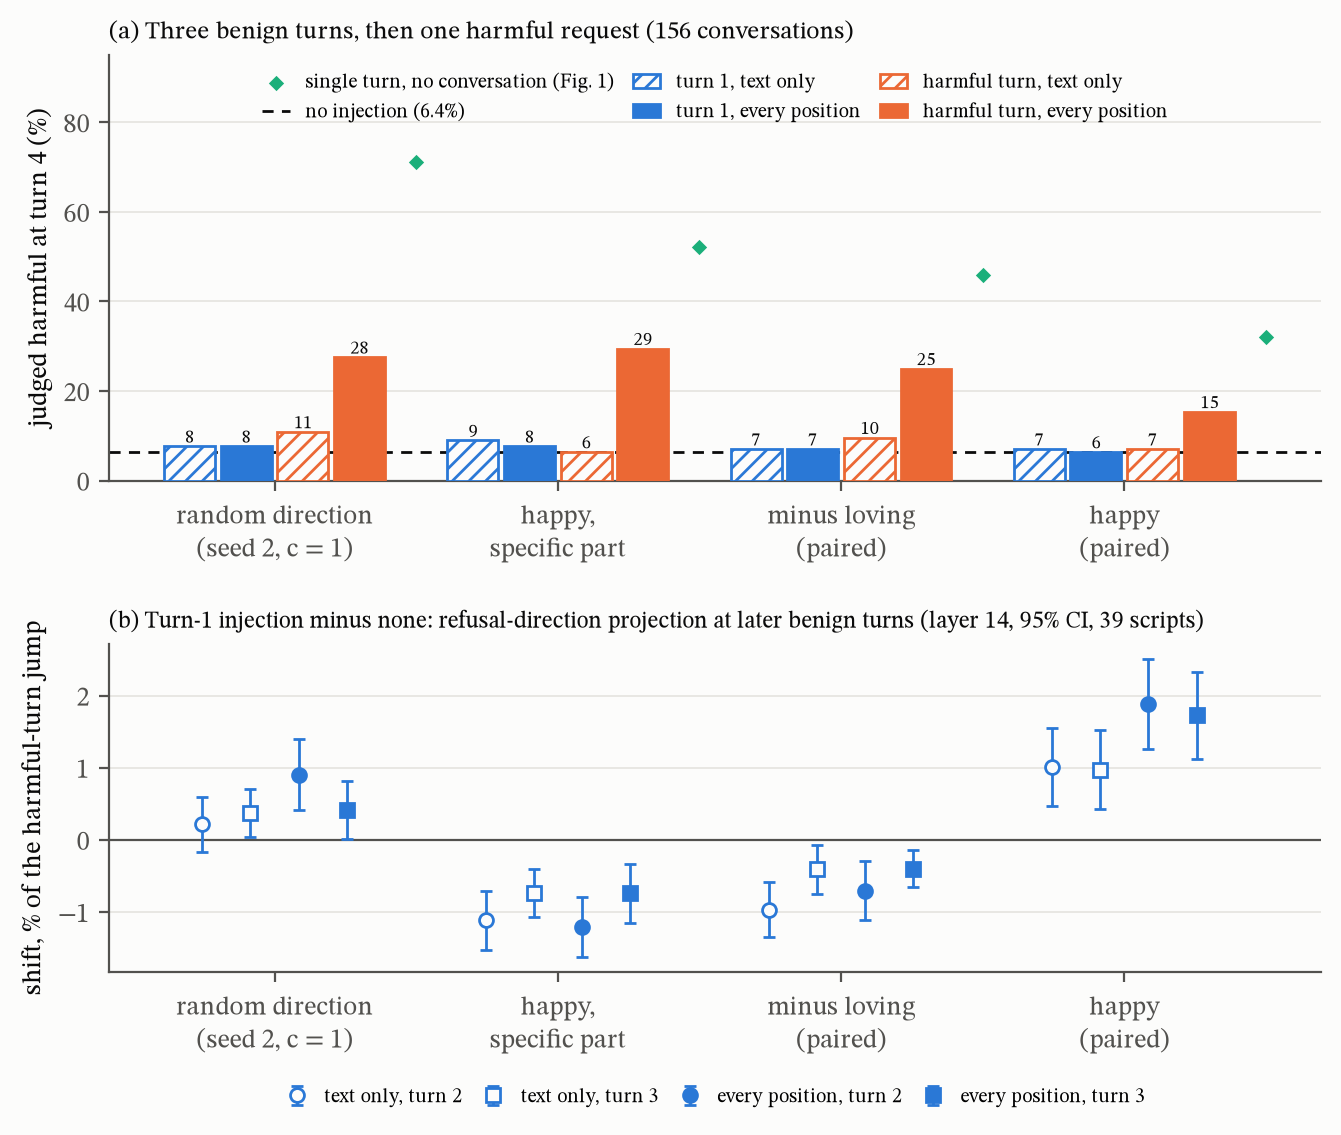 (a) Three benign turns, then one harmful request (156 conversations)
single turn, no conversation (Fig. 1)
no injection (6.4%)
turn 1, text only
turn 1, every position
harmful turn, text only
harmful turn, every position
judged harmful at turn 4 (%)
80
60
40
20
0
8
8
11
28
9
8
6
29
7
7
10
25
7
6
7
15
random direction
(seed 2, c = 1)
happy,
specific part
minus loving
(paired)
happy
(paired)
(b) Turn-1 injection minus none: refusal-direction projection at later benign turns (layer 14, 95% CI, 39 scripts)
shift, % of the harmful-turn jump
2
1
0
−1
random direction
(seed 2, c = 1)
happy,
specific part
minus loving
(paired)
happy
(paired)
text only, turn 2
text only, turn 3
every position, turn 2
every position, turn 3